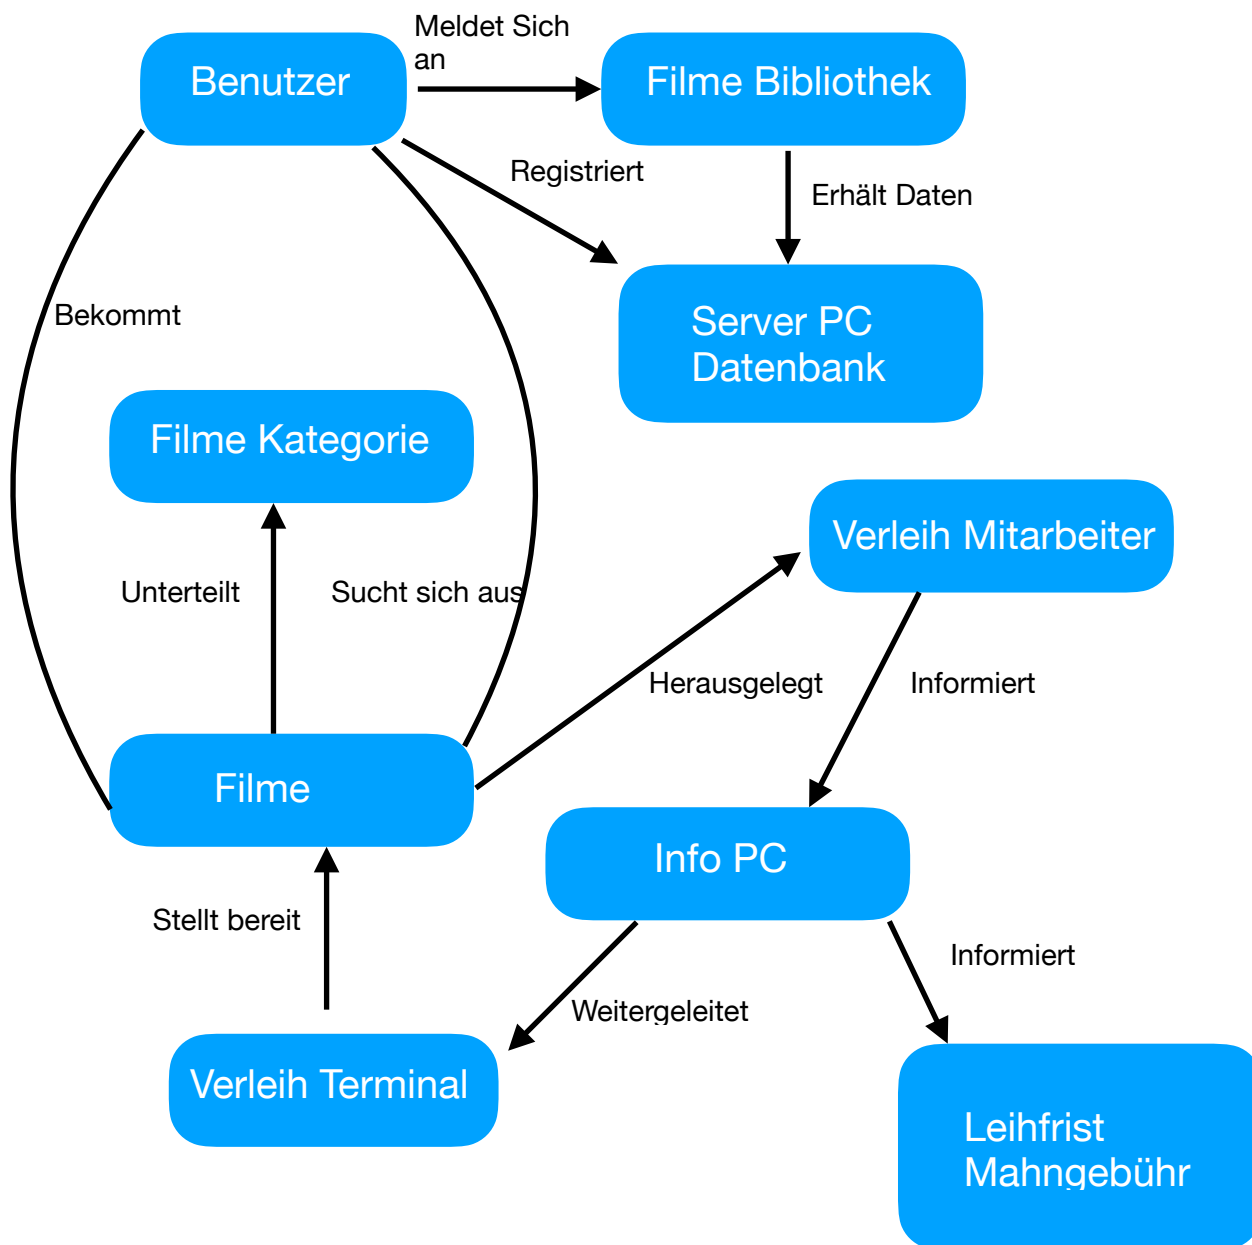 Meldet Sich
an
Benutzer
Filme Bibliothek
Registriert
Erhält Daten
Bekommt
Server PC
Datenbank
Filme Kategorie
Verleih Mitarbeiter
Unterteilt
Sucht sich aus
Herausgelegt
Informiert
Filme
Info PC
Stellt bereit
Informiert
Weitergeleitet
Verleih Terminal
Leihfrist
Mahngebühr